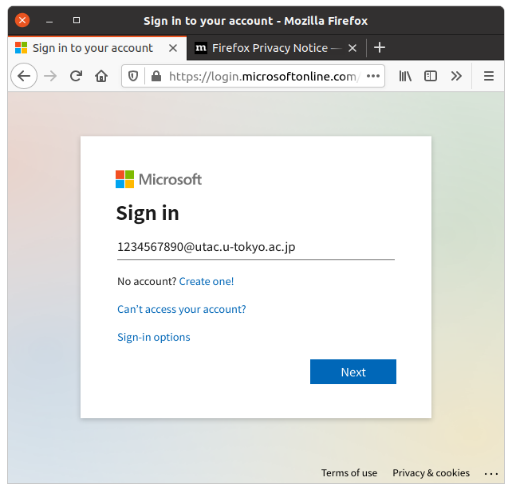 Sign in to your account - Mozilla Firefox
Sign in to your account
Firefox Privacy Notice —
https://login.microsoftonline.com/
Microsoft
Sign in
1234567890@utac.u-tokyo.ac.jp
No account? Create one!
Can't access your account?
Sign-in options
Next
Terms of use Privacy & cookies ...